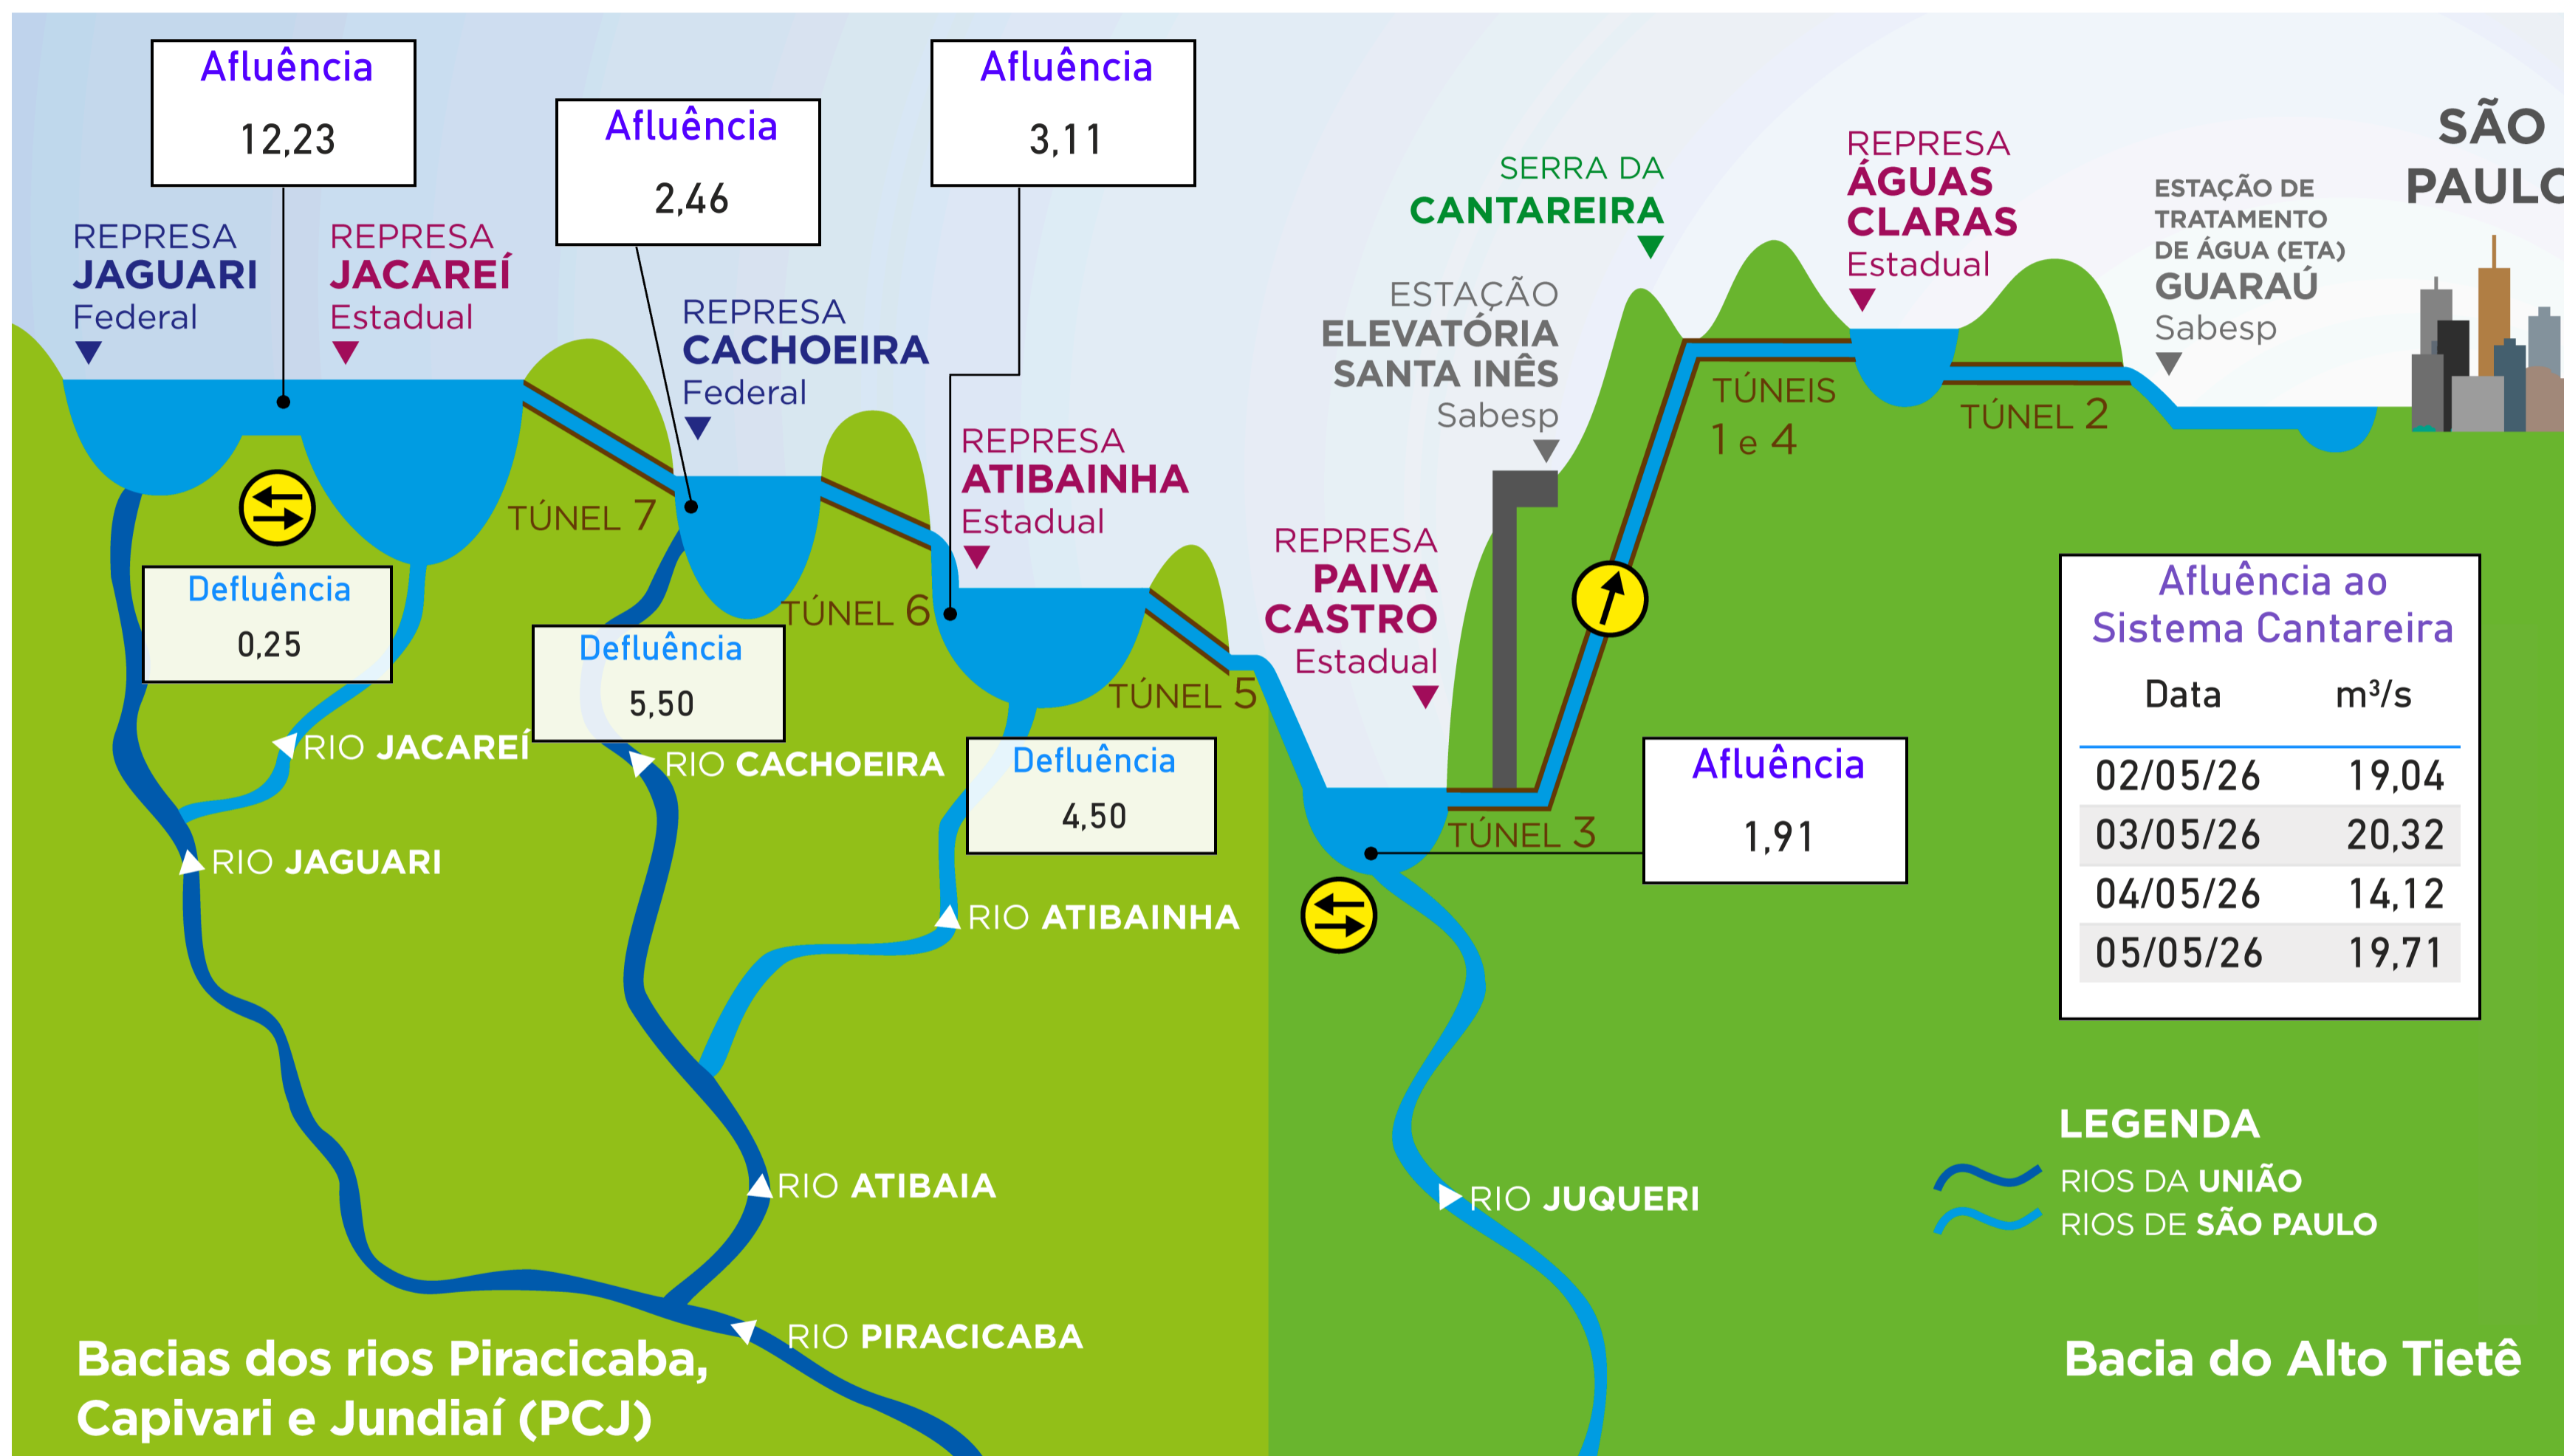 Afluência
12,23
Afluência
2,46
Afluência
3,11
REPRESA
JAGUARI
Federal
REPRESA
JACAREÍ
Estadual
REPRESA
CACHOEIRA
Federal
REPRESA
ATIBAINHA
Estadual
SERRA DA
CANTAREIRA
ESTAÇÃO
ELEVATÓRIA
SANTA INÊS
Sabesp
REPRESA
ÁGUAS
CLARAS
Estadual
ESTAÇÃO DE
TRATAMENTO
DE ÁGUA (ETA)
GUARAÚ
Sabesp
SÃO
PAULO
TÚNEL 7
TÚNEL 6
TÚNEL 5
REPRESA
PAIVA
CASTRO
Estadual
TÚNEIS
1 e 4
TÚNEL 2
TÚNEL 3
Defluência
0,25
Defluência
5,50
Defluência
4,50
Afluência
1,91
RIO JACAREÍ
RIO CACHOEIRA
RIO JAGUARI
RIO ATIBAINHA
RIO ATIBAIA
RIO JUQUERI
RIO PIRACICABA
Afluência ao
Sistema Cantareira
Data m³/s
02/05/26 19,04
03/05/26 20,32
04/05/26 14,12
05/05/26 19,71
LEGENDA
RIOS DA UNIÃO
RIOS DE SÃO PAULO
Bacias dos rios Piracicaba,
Capivari e Jundiaí (PCJ)
Bacia do Alto Tietê